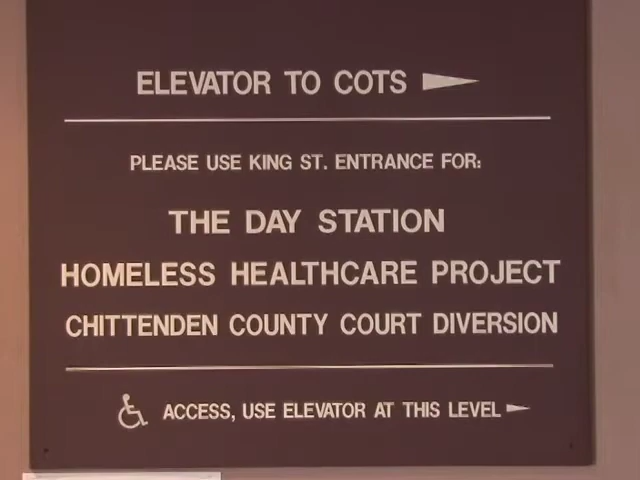 ELEVATOR TO COTS
PLEASE USE KING ST. ENTRANCE FOR:
THE DAY STATION
HOMELESS HEALTHCARE PROJECT
CHITTENDEN COUNTY COURT DIVERSION
ACCESS, USE ELEVATOR AT THIS LEVEL